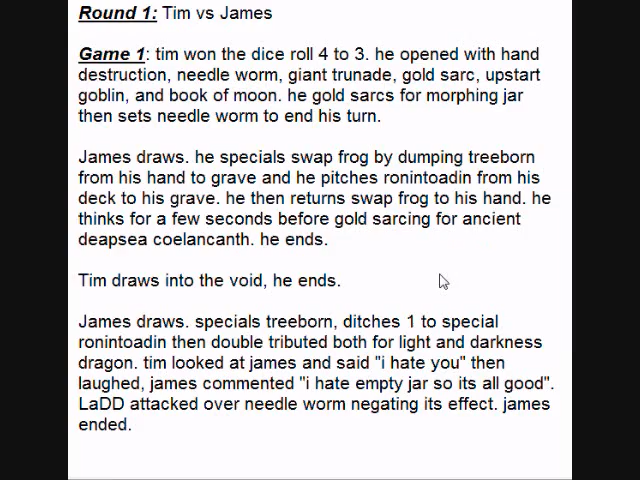 Round 1: Tim vs James
Game 1: tim won the dice roll 4 to 3. he opened with hand
destruction, needle worm, giant trunade, gold sarc, upstart
goblin, and book of moon. he gold sarcs for morphing jar
then sets needle worm to end his turn.
James draws. he specials swap frog by dumping treeborn
from his hand to grave and he pitches ronintoadin from his
deck to his grave. he then returns swap frog to his hand. he
thinks for a few seconds before gold sarcing for ancient
deapsea coelancanth. he ends.
Tim draws into the void, he ends.
James draws. specials treeborn, ditches 1 to special
ronintoadin then double tributed both for light and darkness
dragon. tim looked at james and said "i hate you" then
laughed, james commented "i hate empty jar so its all good".
LaDD attacked over needle worm negating its effect. james
ended.